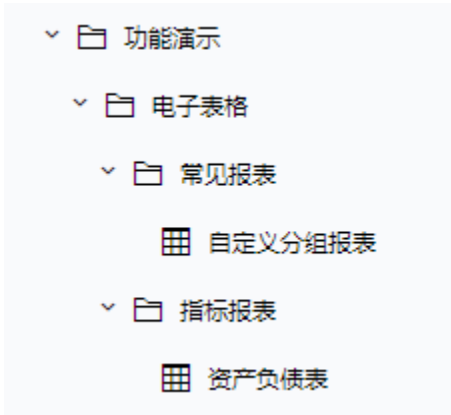 功能演示
电子表格
常见报表
自定义分组报表
指标报表
资产负债表